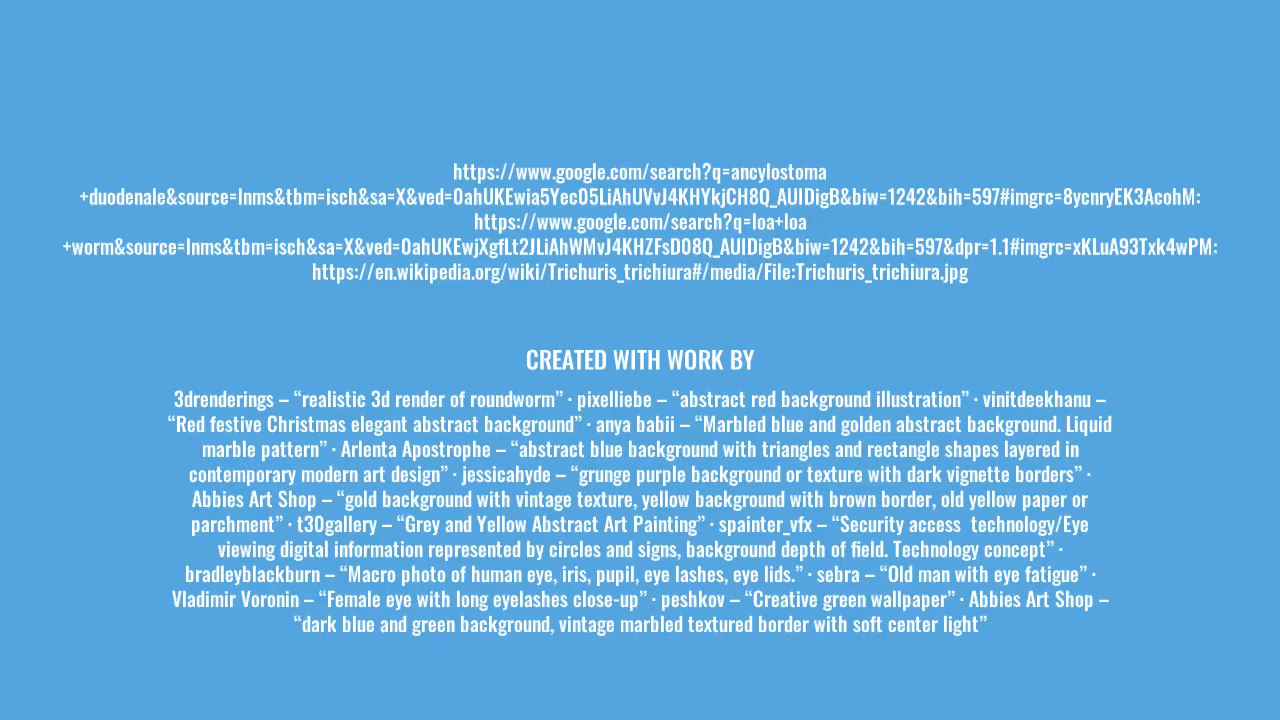 https://www.google.com/search?q=ancylostoma
+duodenale&source=lnms&tbm=isch&sa=X&ved=0ahUKEwia5YecO5LiAhUVvJ4KHYkjCH8Q_AUIDigB&biw=1242&bih=597#imgrc=8ycnryEK3AcohM:
https://www.google.com/search?q=loa+loa
+worm&source=lnms&tbm=isch&sa=X&ved=0ahUKEwjXgfLt2JLiAhWMvJ4KHZFsDO8Q_AUIDigB&biw=1242&bih=597&dpr=1.1#imgrc=xKLuA93Txk4wPM:
https://en.wikipedia.org/wiki/Trichuris_trichiura#/media/File:Trichuris_trichiura.jpg
CREATED WITH WORK BY
3drenderings – “realistic 3d render of roundworm” · pixelliebe – “abstract red background illustration” · vinitdeekhanu –
“Red festive Christmas elegant abstract background” · anya babii – “Marbled blue and golden abstract background. Liquid
marble pattern” · Arlenta Apostrophe – “abstract blue background with triangles and rectangle shapes layered in
contemporary modern art design” · jessicahyde – “grunge purple background or texture with dark vignette borders” ·
Abbies Art Shop – “gold background with vintage texture, yellow background with brown border, old yellow paper or
parchment” · t30gallery – “Grey and Yellow Abstract Art Painting” · spainter_vfx – “Security access  technology/Eye
viewing digital information represented by circles and signs, background depth of field. Technology concept” ·
bradleyblackburn – “Macro photo of human eye, iris, pupil, eye lashes, eye lids.” · sebra – “Old man with eye fatigue” ·
Vladimir Voronin – “Female eye with long eyelashes close-up” · peshkov – “Creative green wallpaper” · Abbies Art Shop –
“dark blue and green background, vintage marbled textured border with soft center light”